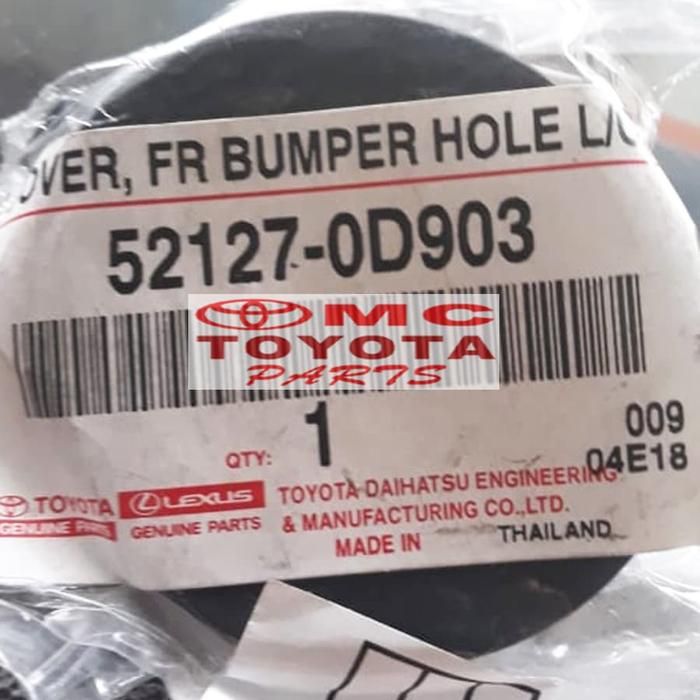 OVER, FR BUMPER HOLE L/
52127-0D903
MC
TOYOTA
PARTS
1
QTY:
009
04E18
TOYOTA
GENUINE PARTS
LEXUS
GENUINE PARTS
TOYOTA DAIHATSU ENGINEERING
& MANUFACTURING CO.,LTD.
MADE IN THAILAND